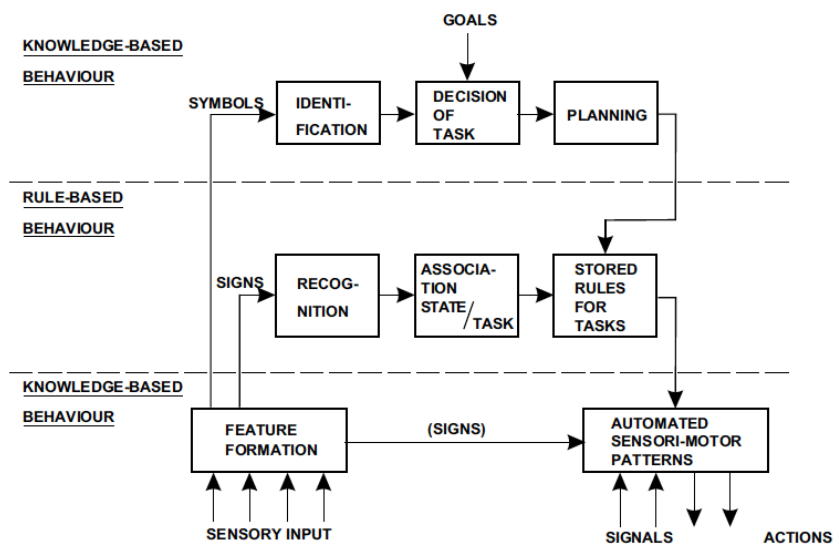 GOALS
KNOWLEDGE-BASED
BEHAVIOUR
SYMBOLS
IDENTI-
FICATION
DECISION
OF
TASK
PLANNING
RULE-BASED
BEHAVIOUR
SIGNS
RECOG-
NITION
ASSOCIA-
TION
STATE/TASK
STORED
RULES
FOR
TASKS
KNOWLEDGE-BASED
BEHAVIOUR
FEATURE
FORMATION
(SIGNS)
AUTOMATED
SENSORI-MOTOR
PATTERNS
SENSORY INPUT
SIGNALS
ACTIONS